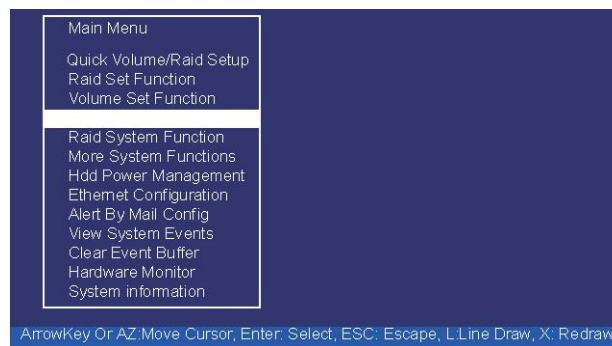 Main Menu
Quick Volume/Raid Setup
Raid Set Function
Volume Set Function
Raid System Function
More System Functions
Hdd Power Management
Ethernet Configuration
Alert By Mail Config
View System Events
Clear Event Buffer
Hardware Monitor
System information
ArrowKey Or AZ:Move Cursor, Enter: Select, ESC: Escape, L:Line Draw, X: Redraw